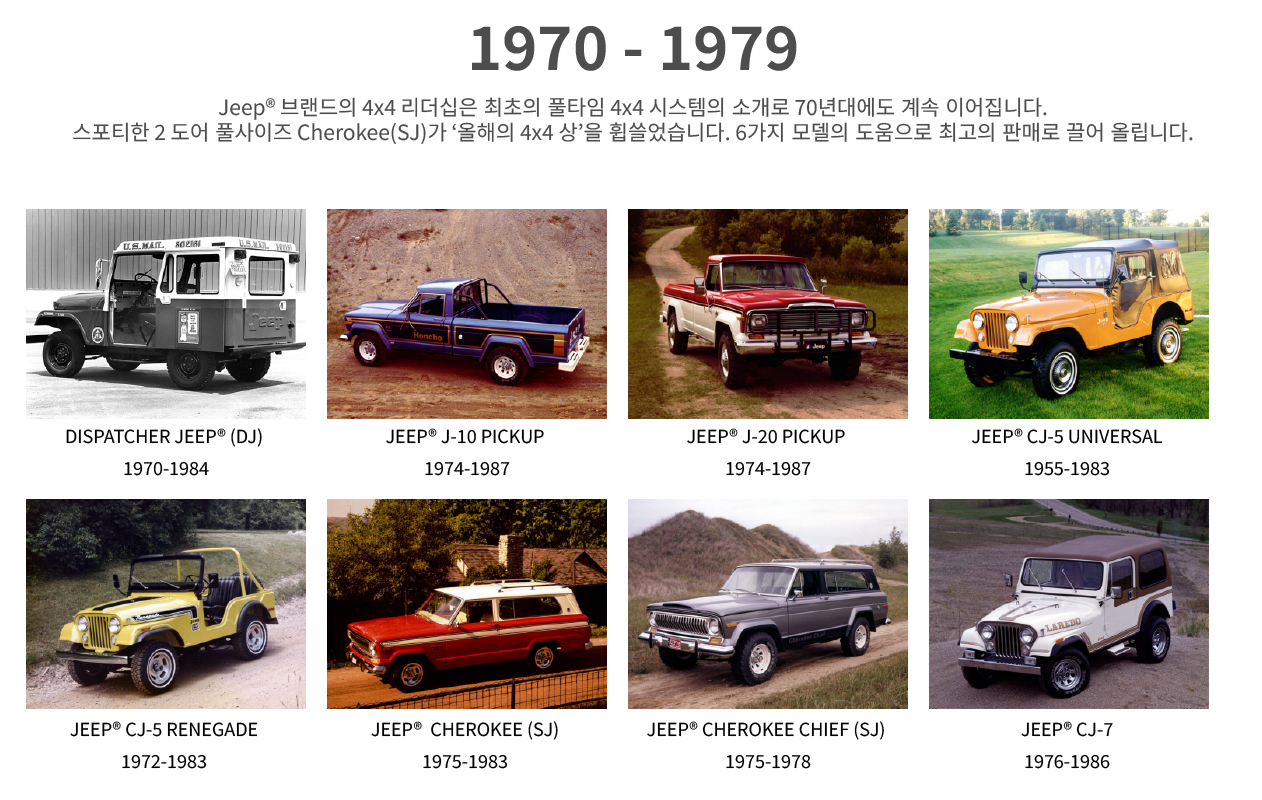 1970 - 1979
Jeep® 브랜드의 4x4 리더십은 최초의 풀타임 4x4 시스템의 소개로 70년대에도 계속 이어집니다.
스포티한 2 도어 풀사이즈 Cherokee(SJ)가 ‘올해의 4x4 상’을 휩쓸었습니다. 6가지 모델의 도움으로 최고의 판매로 끌어 올립니다.
U.S.MAIL
U.S.MAIL
Jeep
Honcho
Jeep
DISPATCHER JEEP® (DJ)
JEEP® J-10 PICKUP
JEEP® J-20 PICKUP
JEEP® CJ-5 UNIVERSAL
1970-1984
1974-1987
1974-1987
1955-1983
LAREDO
JEEP® CJ-5 RENEGADE
JEEP® CHEROKEE (SJ)
JEEP® CHEROKEE CHIEF (SJ)
JEEP® CJ-7
1972-1983
1975-1983
1975-1978
1976-1986